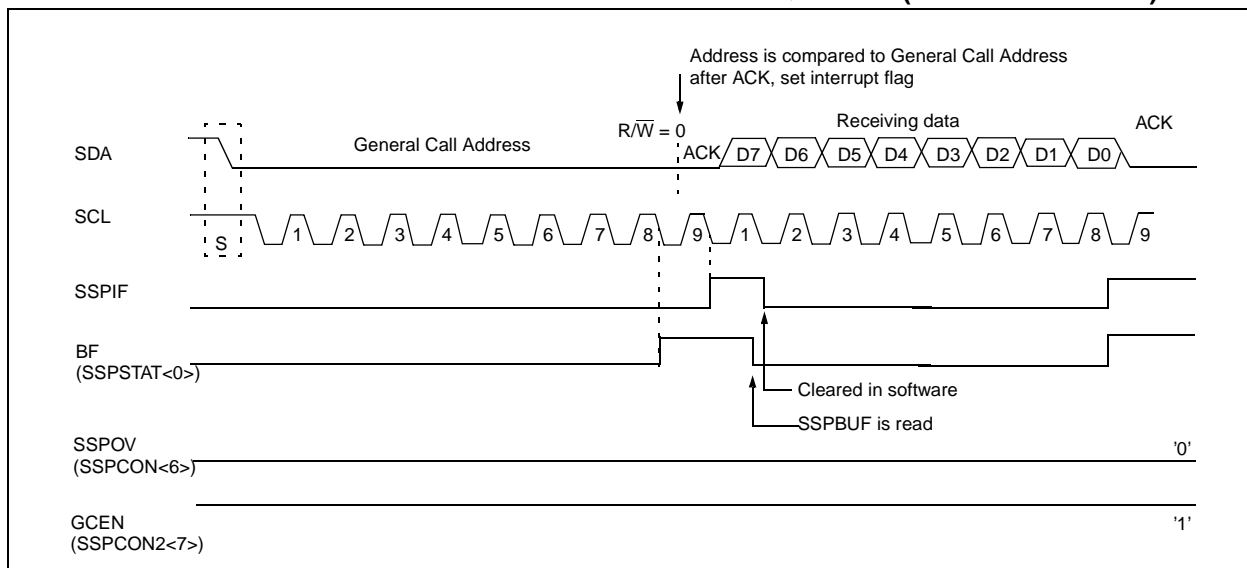 Address is compared to General Call Address
after ACK, set interrupt flag
R/W̅ = 0
Receiving data
ACK
SDA
General Call Address
ACK
D7 D6 D5 D4 D3 D2 D1 D0
SCL
S
1 2 3 4 5 6 7 8 9 1 2 3 4 5 6 7 8 9
SSPIF
BF
(SSPSTAT<0>)
Cleared in software
SSPBUF is read
SSPOV
(SSPCON<6>)
'0'
GCEN
(SSPCON2<7>)
'1'